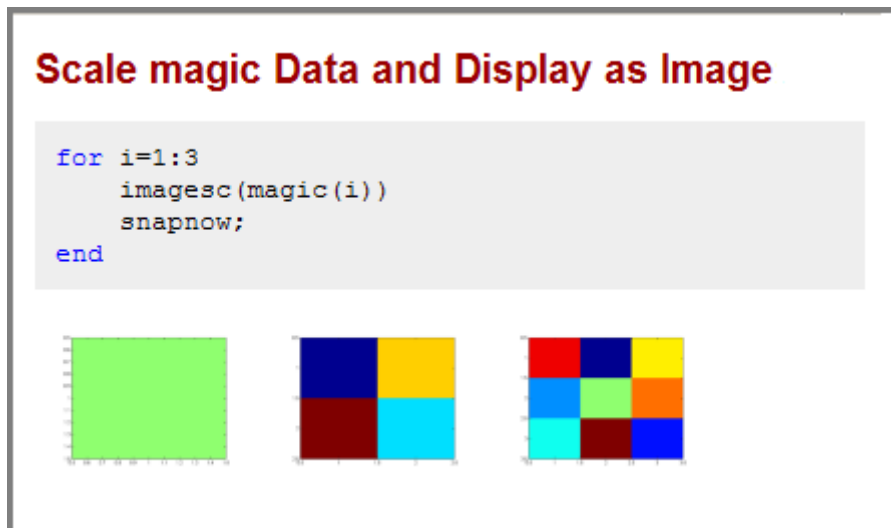 Scale magic Data and Display as Image
for i=1:3
    imagesc(magic(i))
    snapnow;
end